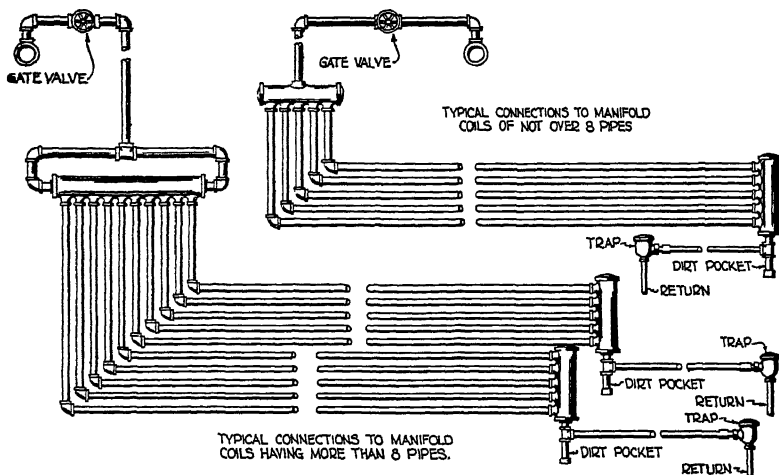 GATE VALVE
GATE VALVE
TYPICAL CONNECTIONS TO MANIFOLD
COILS OF NOT OVER 8 PIPES
TRAP
DIRT POCKET
RETURN
TRAP
DIRT POCKET
RETURN
TRAP
TYPICAL CONNECTIONS TO MANIFOLD
COILS HAVING MORE THAN 8 PIPES.
DIRT POCKET
RETURN